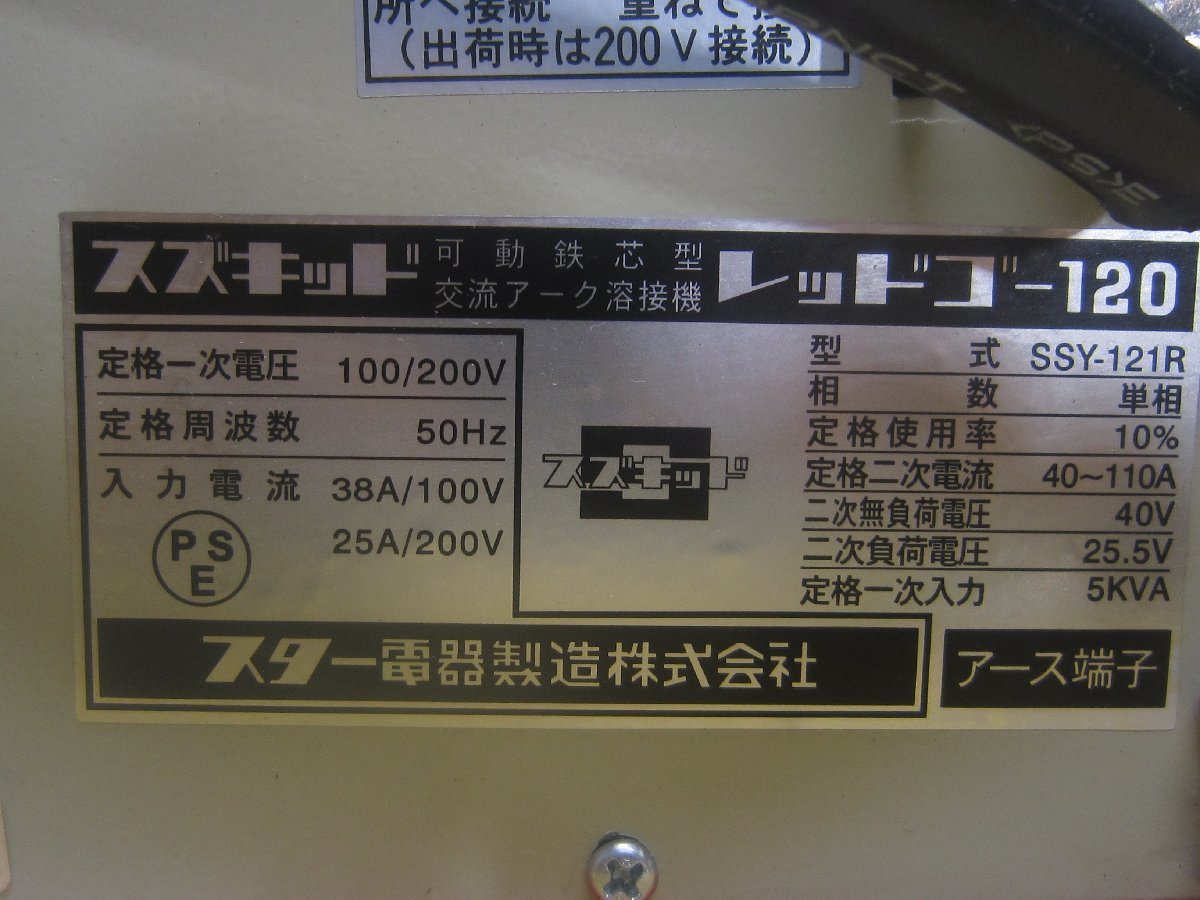 所へ接続 重ねて接
（出荷時は200V接続）
PNCT
PSE
スズキッド 可動鉄芯型 交流アーク溶接機 レッドゴー120
定格一次電圧 100/200V
定格周波数 50Hz
入力電流 38A/100V
25A/200V
PSE
スズキッド
型式 SSY-121R
相数 単相
定格使用率 10%
定格二次電流 40～110A
二次無負荷電圧 40V
二次負荷電圧 25.5V
定格一次入力 5KVA
スター電器製造株式会社
アース端子